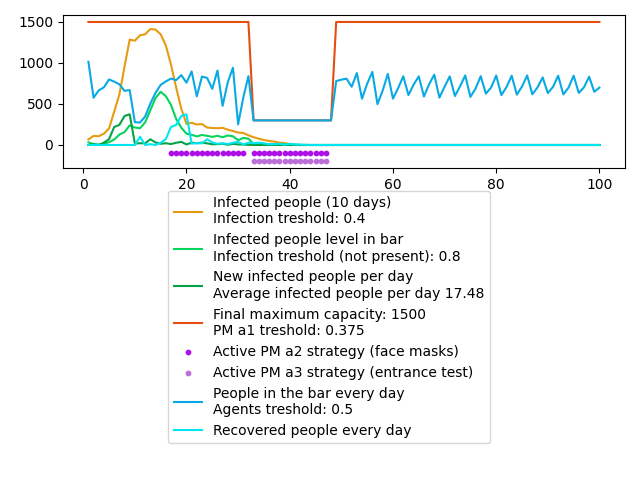 1500
1000
500
0
0 20 40 60 80 100
Infected people (10 days)
Infection treshold: 0.4
Infected people level in bar
Infection treshold (not present): 0.8
New infected people per day
Average infected people per day 17.48
Final maximum capacity: 1500
PM a1 treshold: 0.375
Active PM a2 strategy (face masks)
Active PM a3 strategy (entrance test)
People in the bar every day
Agents treshold: 0.5
Recovered people every day